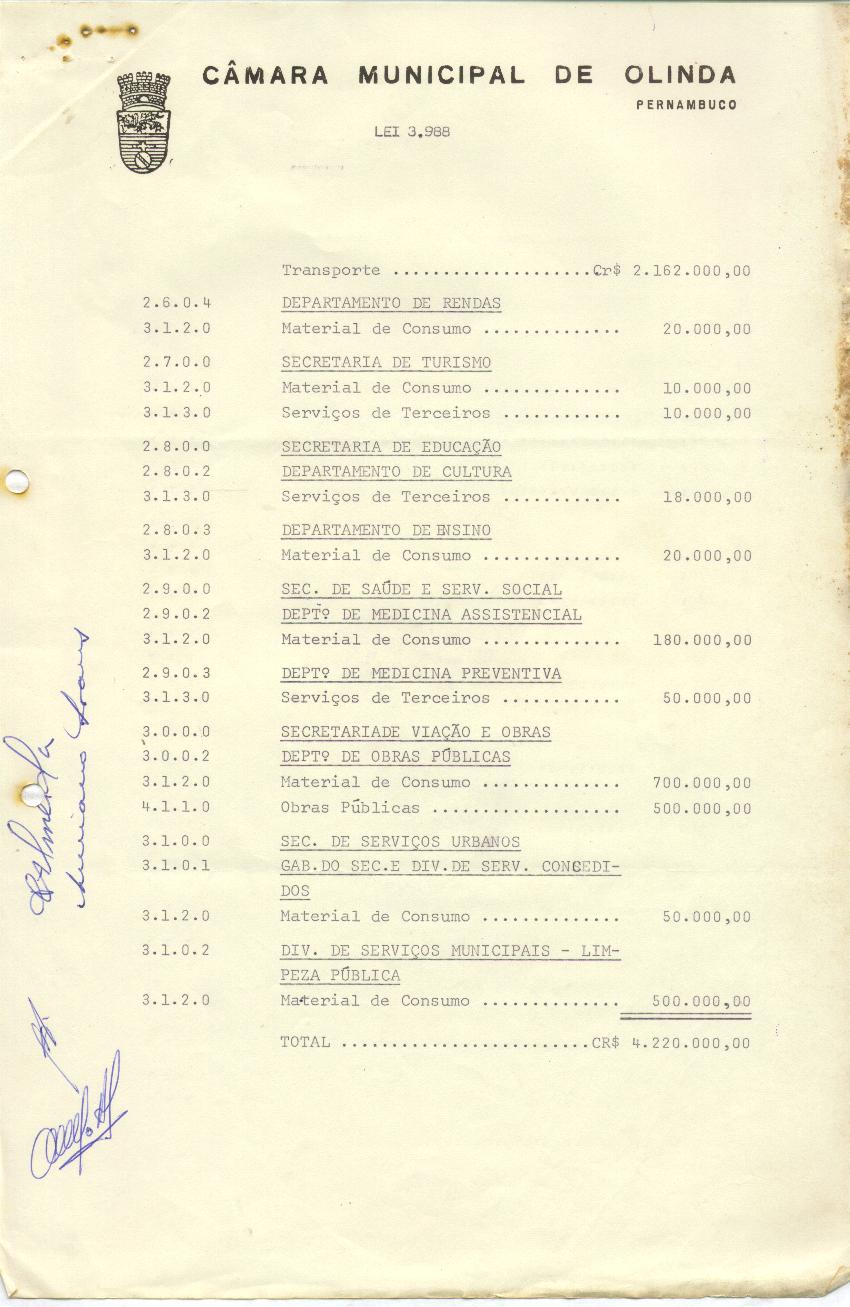 CÂMARA MUNICIPAL DE OLINDA
PERNAMBUCO
LEI 3.988
Transporte ....................Cr$ 2.162.000,00
2.6.0.4 DEPARTAMENTO DE RENDAS
3.1.2.0 Material de Consumo .............. 20.000,00
2.7.0.0 SECRETARIA DE TURISMO
3.1.2.0 Material de Consumo .............. 10.000,00
3.1.3.0 Serviços de Terceiros ............ 10.000,00
2.8.0.0 SECRETARIA DE EDUCAÇÃO
2.8.0.2 DEPARTAMENTO DE CULTURA
3.1.3.0 Serviços de Terceiros ............ 18.000,00
2.8.0.3 DEPARTAMENTO DE ENSINO
3.1.2.0 Material de Consumo .............. 20.000,00
2.9.0.0 SEC. DE SAÚDE E SERV. SOCIAL
2.9.0.2 DEPTº DE MEDICINA ASSISTENCIAL
3.1.2.0 Material de Consumo .............. 180.000,00
2.9.0.3 DEPTº DE MEDICINA PREVENTIVA
3.1.3.0 Serviços de Terceiros ............ 50.000,00
3.0.0.0 SECRETARIADE VIAÇÃO E OBRAS
3.0.0.2 DEPTº DE OBRAS PÚBLICAS
3.1.2.0 Material de Consumo .............. 700.000,00
4.1.1.0 Obras Públicas ................... 500.000,00
3.1.0.0 SEC. DE SERVIÇOS URBANOS
3.1.0.1 GAB.DO SEC.E DIV.DE SERV. CONCEDI-
DOS
3.1.2.0 Material de Consumo .............. 50.000,00
3.1.0.2 DIV. DE SERVIÇOS MUNICIPAIS - LIM-
PEZA PÚBLICA
3.1.2.0 Material de Consumo .............. 500.000,00
TOTAL .........................CR$ 4.220.000,00